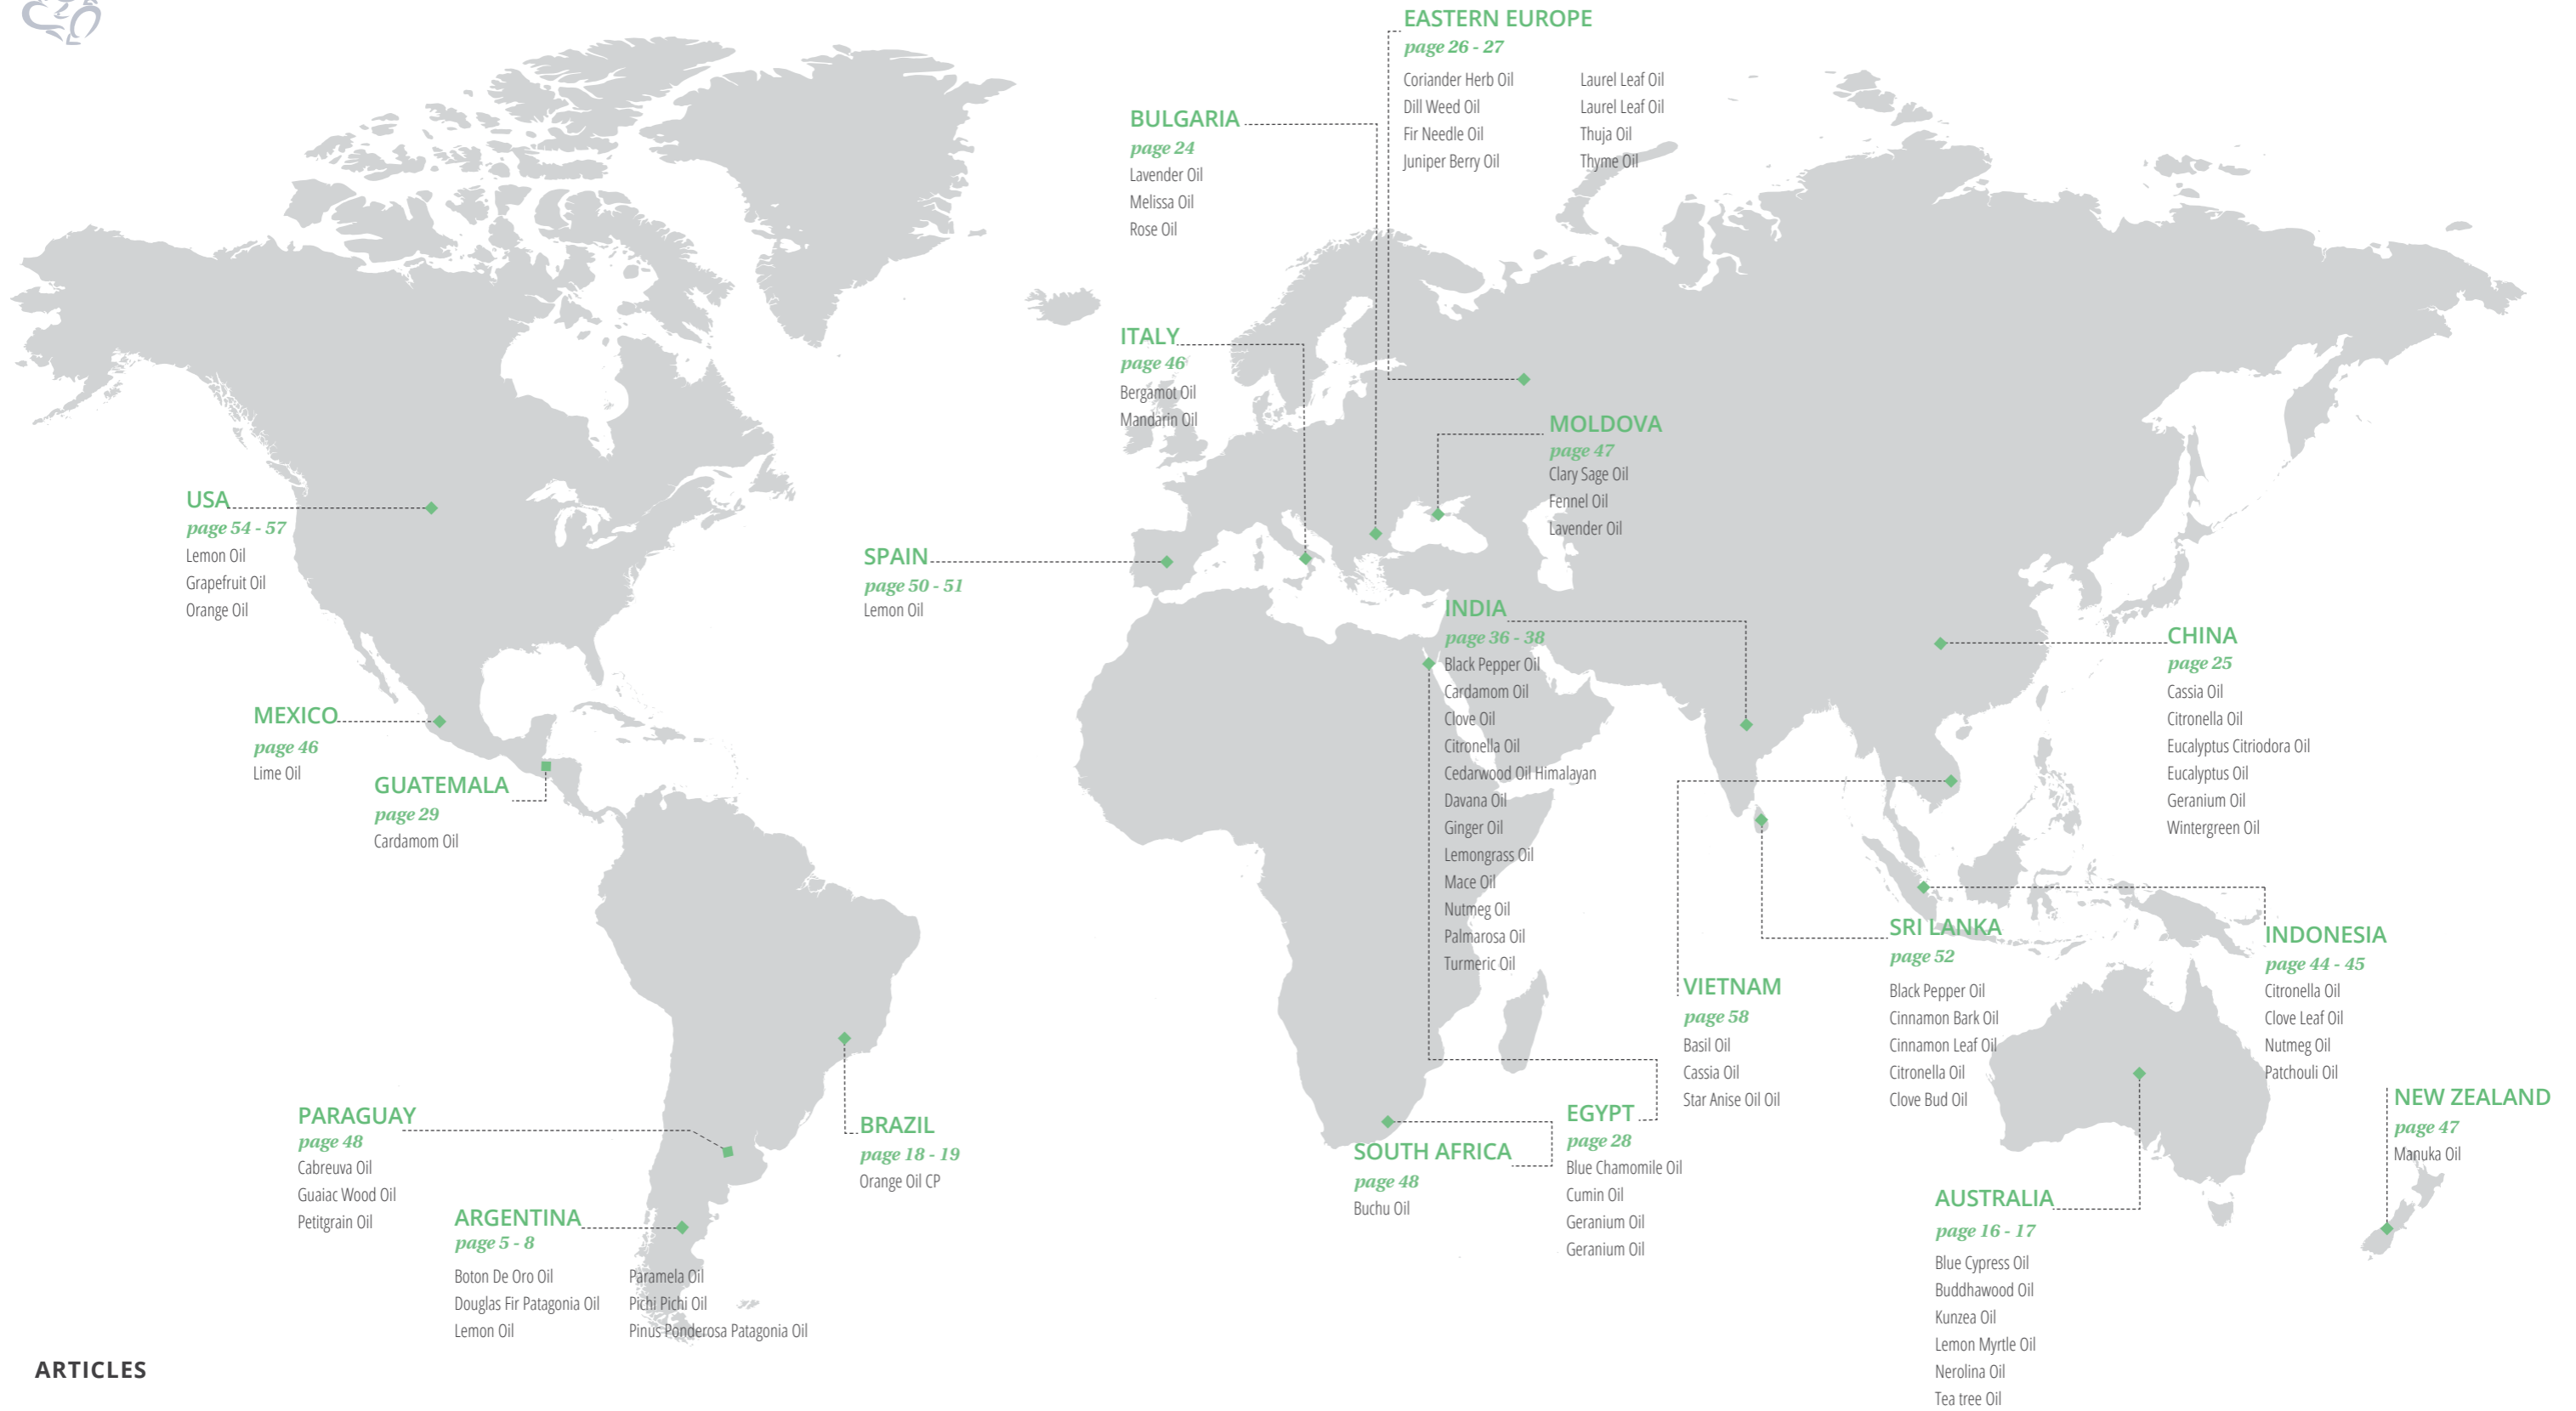 EASTERN EUROPE
page 26 - 27
Coriander Herb Oil
Dill Weed Oil
Fir Needle Oil
Juniper Berry Oil
Laurel Leaf Oil
Laurel Leaf Oil
Thuja Oil
Thyme Oil
BULGARIA
page 24
Lavender Oil
Melissa Oil
Rose Oil
ITALY
page 46
Bergamot Oil
Mandarin Oil
MOLDOVA
page 47
Clary Sage Oil
Fennel Oil
Lavender Oil
USA
page 54 - 57
Lemon Oil
Grapefruit Oil
Orange Oil
SPAIN
page 50 - 51
Lemon Oil
INDIA
page 36 - 38
Black Pepper Oil
Cardamom Oil
Clove Oil
Citronella Oil
Cedarwood Oil Himalayan
Davana Oil
Ginger Oil
Lemongrass Oil
Mace Oil
Nutmeg Oil
Palmarosa Oil
Turmeric Oil
CHINA
page 25
Cassia Oil
Citronella Oil
Eucalyptus Citriodora Oil
Eucalyptus Oil
Geranium Oil
Wintergreen Oil
MEXICO
page 46
Lime Oil
GUATEMALA
page 29
Cardamom Oil
SRI LANKA
page 52
Black Pepper Oil
Cinnamon Bark Oil
Cinnamon Leaf Oil
Citronella Oil
Clove Bud Oil
INDONESIA
page 44 - 45
Citronella Oil
Clove Leaf Oil
Nutmeg Oil
Patchouli Oil
VIETNAM
page 58
Basil Oil
Cassia Oil
Star Anise Oil Oil
NEW ZEALAND
page 47
Manuka Oil
PARAGUAY
page 48
Cabreuva Oil
Guaiac Wood Oil
Petitgrain Oil
BRAZIL
page 18 - 19
Orange Oil CP
EGYPT
page 28
Blue Chamomile Oil
Cumin Oil
Geranium Oil
Geranium Oil
SOUTH AFRICA
page 48
Buchu Oil
AUSTRALIA
page 16 - 17
Blue Cypress Oil
Buddhawood Oil
Kunzea Oil
Lemon Myrtle Oil
Nerolina Oil
Tea tree Oil
ARGENTINA
page 5 - 8
Boton De Oro Oil
Douglas Fir Patagonia Oil
Lemon Oil
Paramela Oil
Pichi Pichi Oil
Pinus Ponderosa Patagonia Oil
ARTICLES